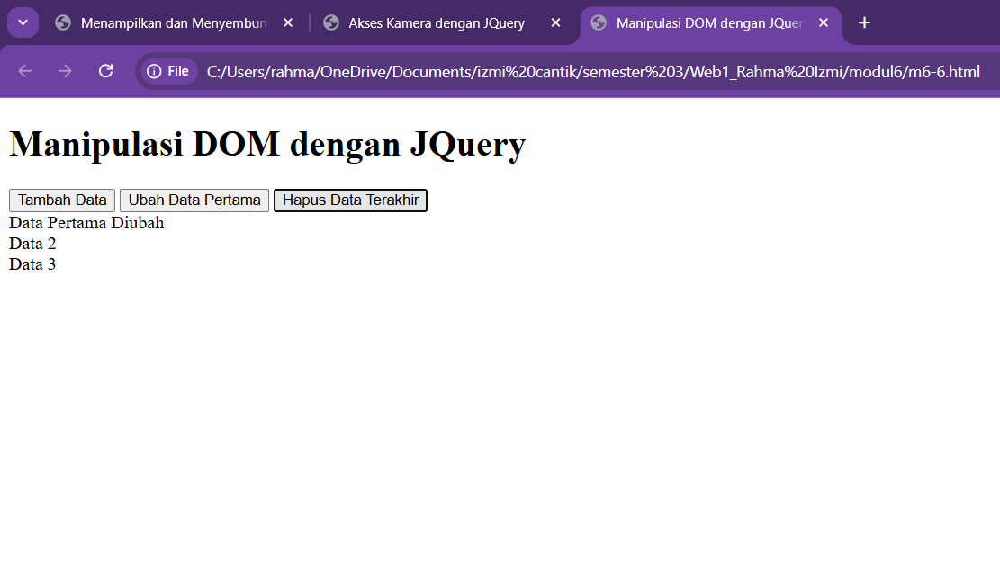 Menampilkan dan Menyembun
Akses Kamera dengan JQuery
Manipulasi DOM dengan JQuer
File
C:/Users/rahma/OneDrive/Documents/izmi%20cantik/semester%203/Web1_Rahma%20Izmi/modul6/m6-6.html
Manipulasi DOM dengan JQuery
Tambah Data
Ubah Data Pertama
Hapus Data Terakhir
Data Pertama Diubah
Data 2
Data 3